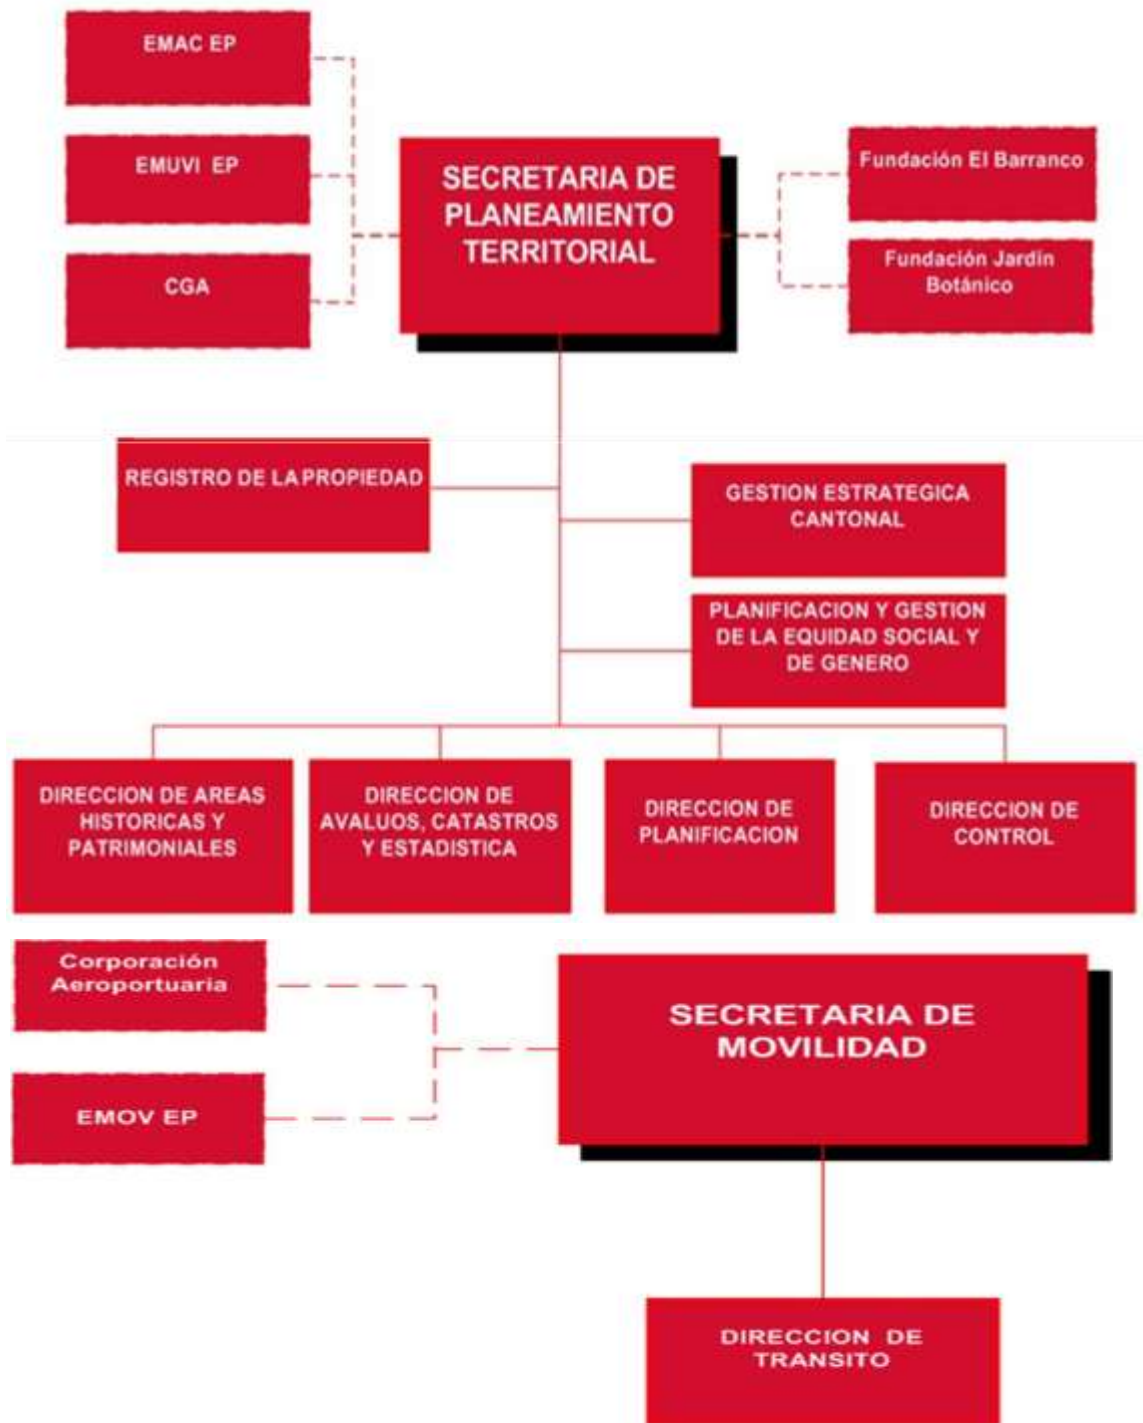 EMAC EP
EMUVI EP
CGA
SECRETARIA DE
PLANEAMIENTO
TERRITORIAL
Fundación El Barranco
Fundación Jardín
Botánico
REGISTRO DE LA PROPIEDAD
GESTION ESTRATEGICA
CANTONAL
PLANIFICACION Y GESTION
DE LA EQUIDAD SOCIAL Y
DE GENERO
DIRECCION DE AREAS
HISTORICAS Y
PATRIMONIALES
DIRECCION DE
AVALUOS, CATASTROS
Y ESTADISTICA
DIRECCION DE
PLANIFICACION
DIRECCION DE
CONTROL
Corporación
Aeroportuaria
EMOV EP
SECRETARIA DE
MOVILIDAD
DIRECCION DE
TRANSITO